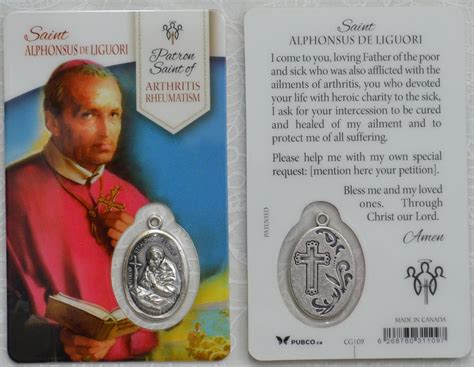 Saint
ALPHONSUS DE LIGUORI
Patron
Saint of
ARTHRITIS
RHEUMATISM
Saint
ALPHONSUS DE LIGUORI
I come to you, loving Father of the poor
and sick who was also afflicted with the
ailments of arthritis, you who devoted
your life with heroic charity to the sick,
I ask for your intercession to be cured
and healed of my ailment and to
protect me of all suffering.
Please help me with my own special
request: [mention here your petition].
Bless me and my loved
ones. Through
Christ our Lord.
Amen
PATENTED
MADE IN CANADA
PUBCO.ca
CG109
6 268780 311097